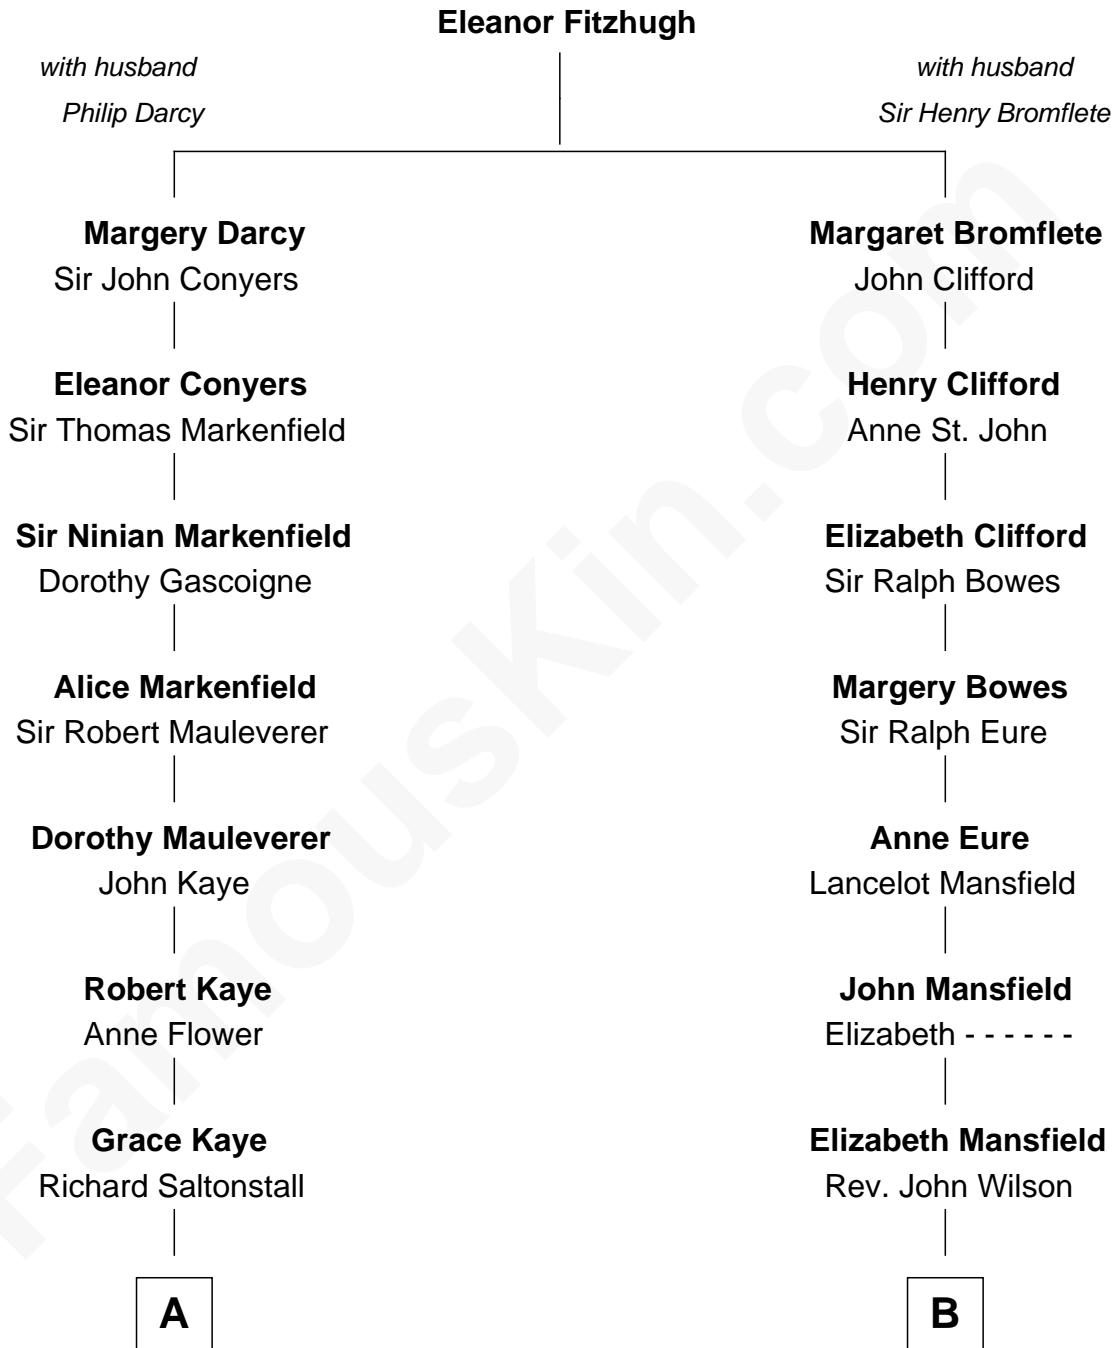 Eleanor Fitzhugh
with husband
Philip Darcy
with husband
Sir Henry Bromflete
Margery Darcy
Sir John Conyers
Margaret Bromflete
John Clifford
Eleanor Conyers
Sir Thomas Markenfield
Henry Clifford
Anne St. John
Sir Ninian Markenfield
Dorothy Gascoigne
Elizabeth Clifford
Sir Ralph Bowes
Alice Markenfield
Sir Robert Mauleverer
Margery Bowes
Sir Ralph Eure
Dorothy Mauleverer
John Kaye
Anne Eure
Lancelot Mansfield
Robert Kaye
Anne Flower
John Mansfield
Elizabeth - - - - - -
Grace Kaye
Richard Saltonstall
Elizabeth Mansfield
Rev. John Wilson
A
B
FamousKin.com